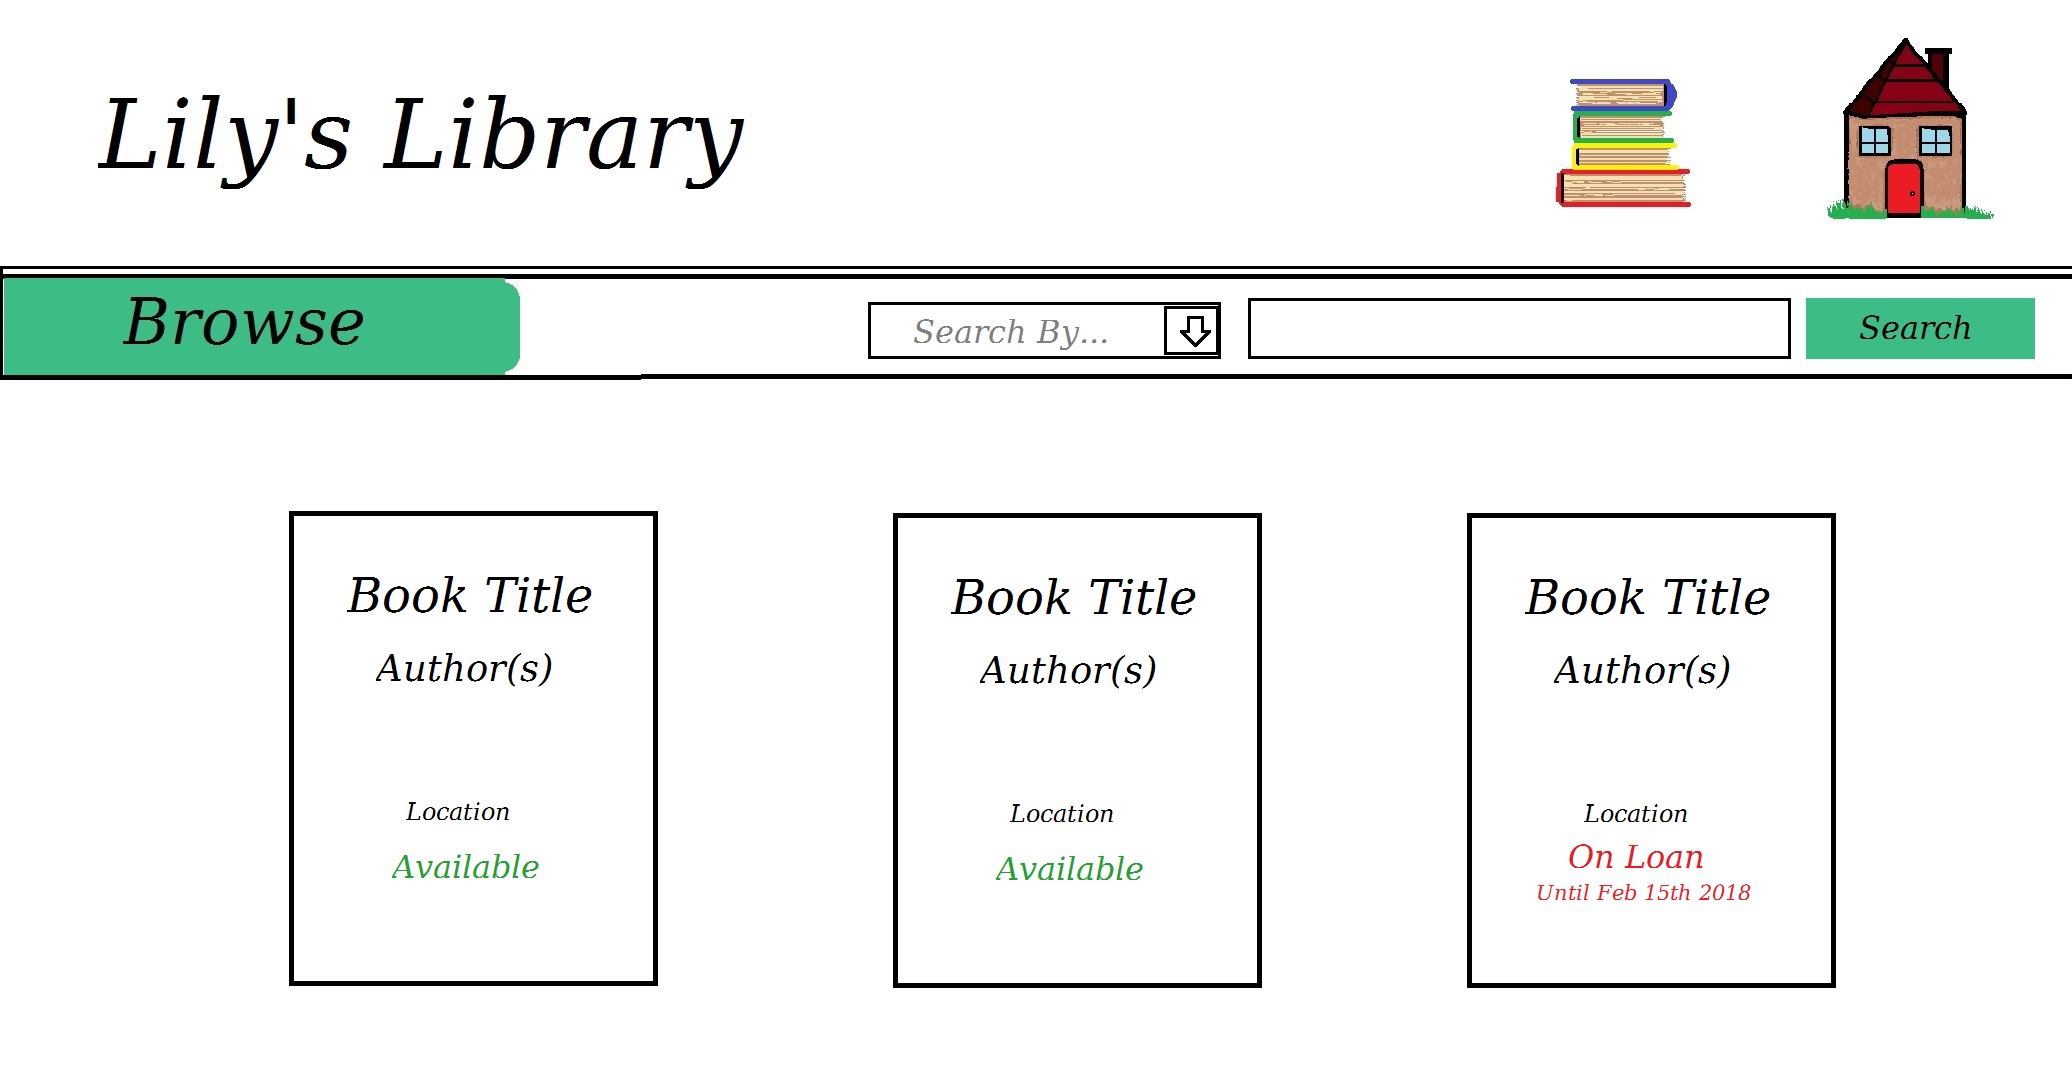 Lily's Library
Browse
Search By...
Search
Book Title
Author(s)
Location
Available
Book Title
Author(s)
Location
Available
Book Title
Author(s)
Location
On Loan
Until Feb 15th 2018